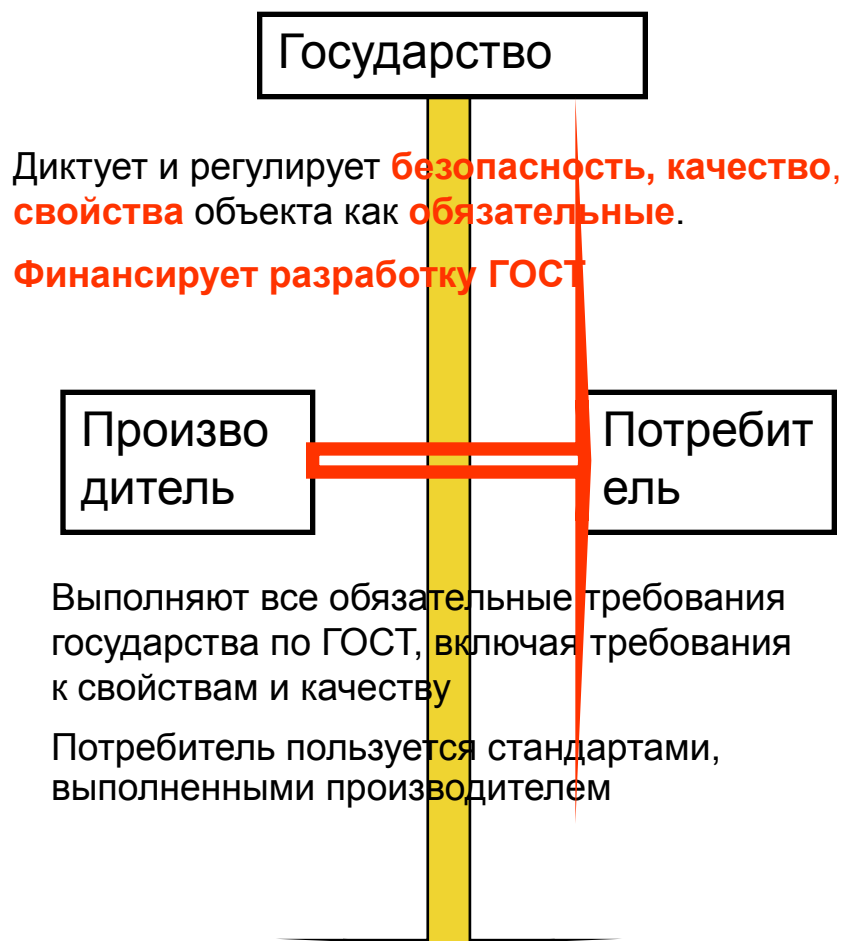 Государство
Диктует и регулирует безопасность, качество,
свойства объекта как обязательные.
Финансирует разработку ГОСТ
Произво
дитель
Потребит
ель
Выполняют все обязательные требования
государства по ГОСТ, включая требования
к свойствам и качеству
Потребитель пользуется стандартами,
выполненными производителем